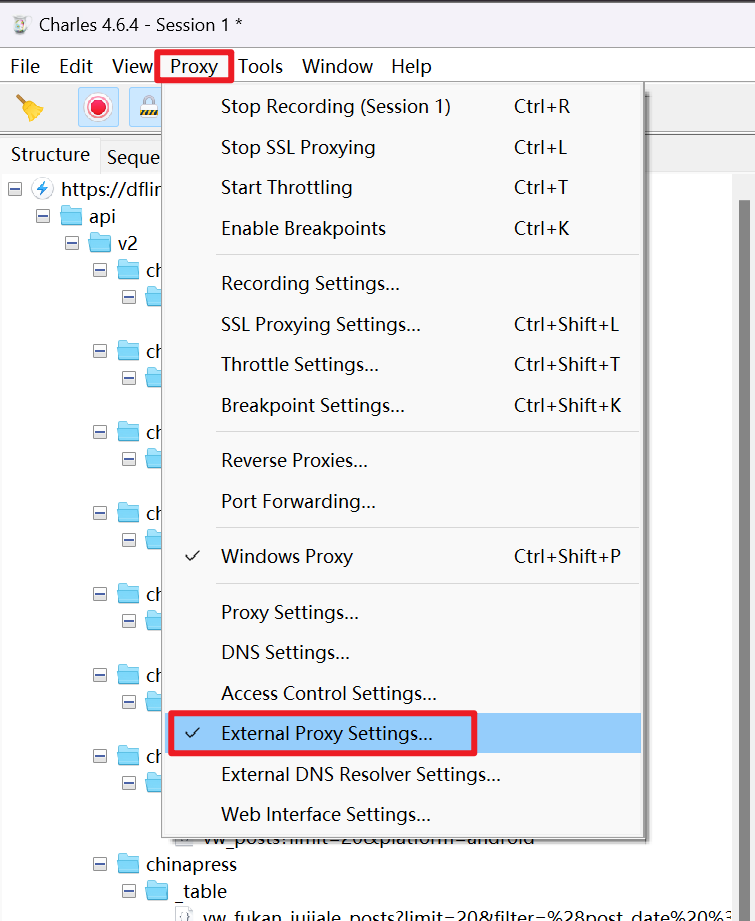 Charles 4.6.4 - Session 1 *
File Edit View Proxy Tools Window Help
Stop Recording (Session 1) Ctrl+R
Stop SSL Proxying Ctrl+L
Start Throttling Ctrl+T
Enable Breakpoints Ctrl+K
Recording Settings...
SSL Proxying Settings... Ctrl+Shift+L
Throttle Settings... Ctrl+Shift+T
Breakpoint Settings... Ctrl+Shift+K
Reverse Proxies...
Port Forwarding...
Windows Proxy Ctrl+Shift+P
Proxy Settings...
DNS Settings...
Access Control Settings...
External Proxy Settings...
External DNS Resolver Settings...
Web Interface Settings...
Structure Seque
https://dflir
api
v2
ch
ch
ch
ch
ch
ch
ch
vw_posts?limit=20&platform=android
chinapress
_table
vw_fukan_jujiale_posts?limit=20&filter=%28post_date%20%3